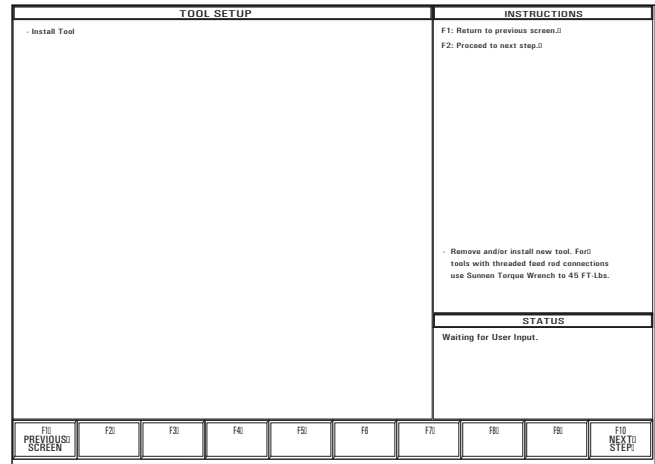 TOOL SETUP
- Install Tool
INSTRUCTIONS
F1: Return to previous screen.▯
F2: Proceed to next step.▯
- Remove and/or install new tool. For▯
tools with threaded feed rod connections
use Sunnen Torque Wrench to 45 FT-Lbs.
STATUS
Waiting for User Input.
F1▯
PREVIOUS▯
SCREEN
F2▯
F3▯
F4▯
F5▯
F6
F7▯
F8▯
F9▯
F10
NEXT▯
STEP▯